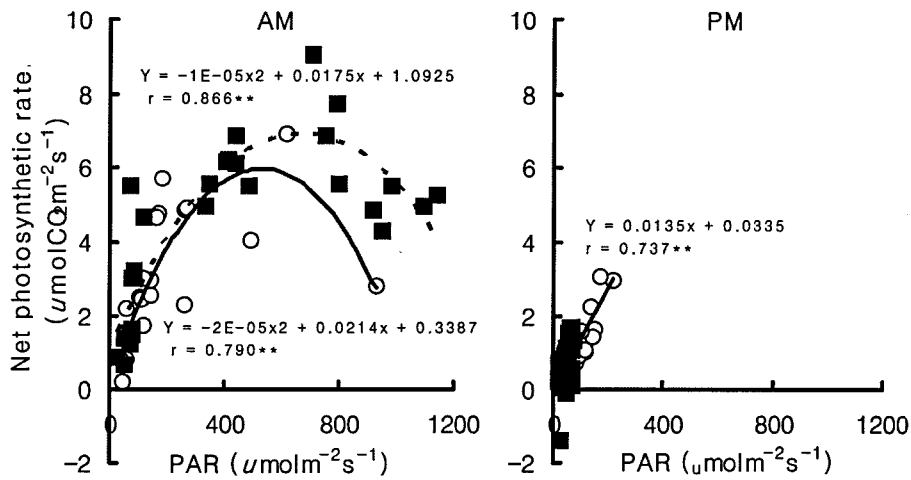 AM
PM
Net photosynthetic rate.
(umolCO2m−2s−1)
10
8
6
4
2
0
−2
Y = −1E−05x2 + 0.0175x + 1.0925
r = 0.866**
Y = −2E−05x2 + 0.0214x + 0.3387
r = 0.790**
0
400
800
1200
PAR (umolm−2s−1)
10
8
6
4
2
0
−2
Y = 0.0135x + 0.0335
r = 0.737**
0
400
800
1200
PAR (umolm−2s−1)